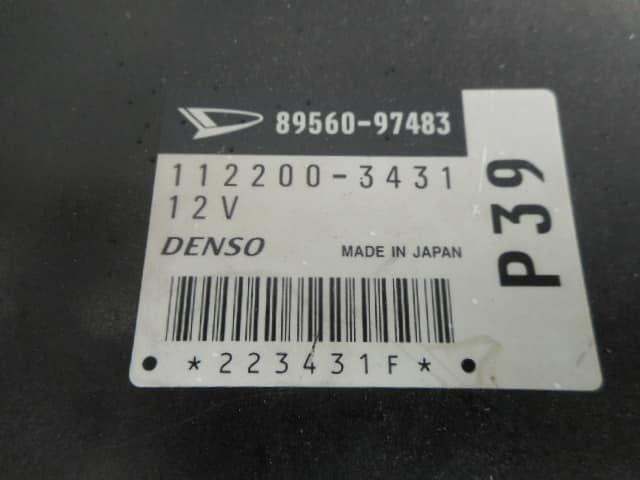 89560-97483
112200-3431
12V
DENSO MADE IN JAPAN
*223431F*
P39